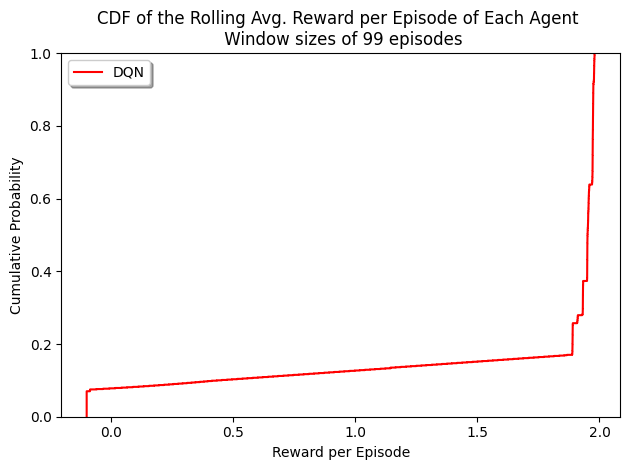 CDF of the Rolling Avg. Reward per Episode of Each Agent
Window sizes of 99 episodes
DQN
1.0
0.8
0.6
0.4
0.2
0.0
Cumulative Probability
0.0 0.5 1.0 1.5 2.0
Reward per Episode